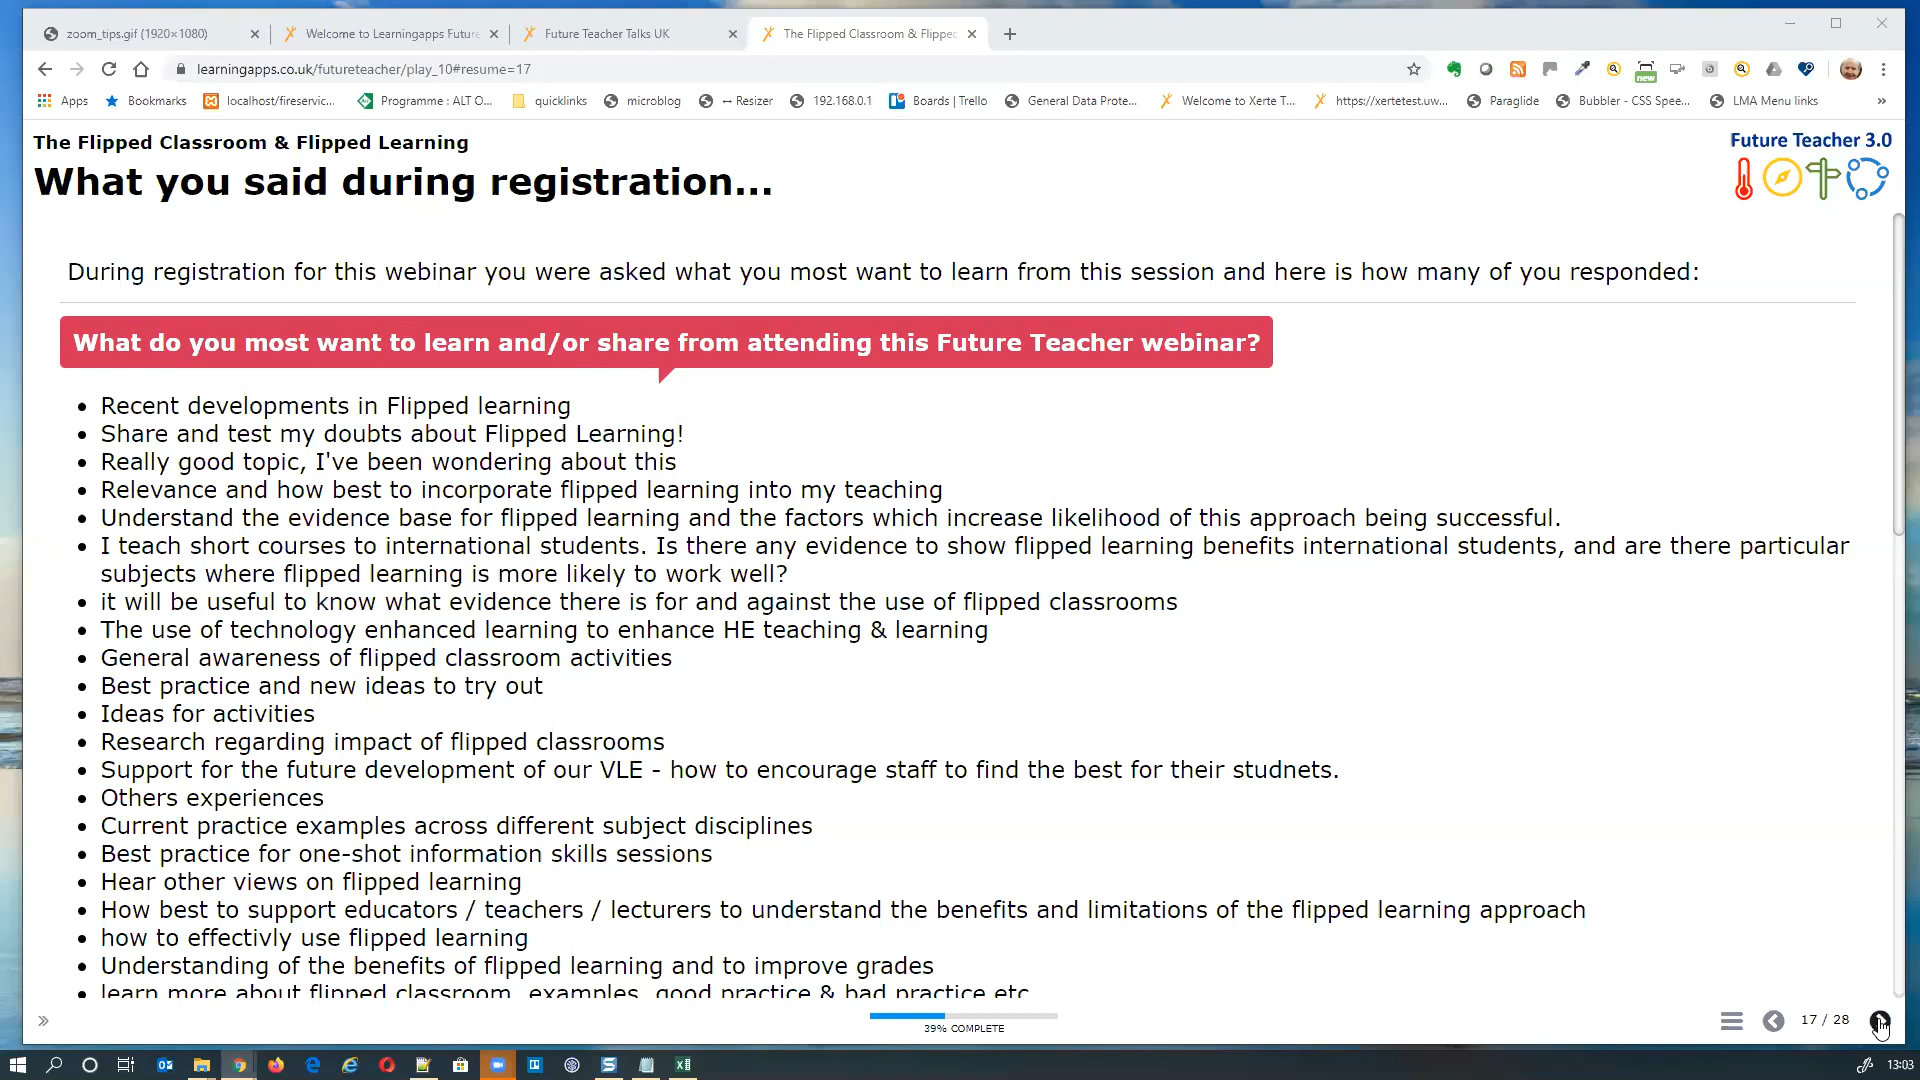 zoom_tips.gif (1920×1080)
Welcome to Learningapps Future
Future Teacher Talks UK
The Flipped Classroom & Flippe
learningapps.co.uk/futureteacher/play_10#resume=17
new
Apps
Bookmarks
localhost/fireservic...
Programme : ALT O...
quicklinks
microblog
↔ Resizer
192.168.0.1
Boards | Trello
General Data Prote...
Welcome to Xerte T...
https://xertetest.uw...
Paraglide
Bubbler - CSS Spee...
LMA Menu links
»
The Flipped Classroom & Flipped Learning
Future Teacher 3.0
What you said during registration...
During registration for this webinar you were asked what you most want to learn from this session and here is how many of you responded:
What do you most want to learn and/or share from attending this Future Teacher webinar?
• Recent developments in Flipped learning
• Share and test my doubts about Flipped Learning!
• Really good topic, I've been wondering about this
• Relevance and how best to incorporate flipped learning into my teaching
• Understand the evidence base for flipped learning and the factors which increase likelihood of this approach being successful.
• I teach short courses to international students. Is there any evidence to show flipped learning benefits international students, and are there particular
subjects where flipped learning is more likely to work well?
• it will be useful to know what evidence there is for and against the use of flipped classrooms
• The use of technology enhanced learning to enhance HE teaching & learning
• General awareness of flipped classroom activities
• Best practice and new ideas to try out
• Ideas for activities
• Research regarding impact of flipped classrooms
• Support for the future development of our VLE - how to encourage staff to find the best for their studnets.
• Others experiences
• Current practice examples across different subject disciplines
• Best practice for one-shot information skills sessions
• Hear other views on flipped learning
• How best to support educators / teachers / lecturers to understand the benefits and limitations of the flipped learning approach
• how to effectivly use flipped learning
• Understanding of the benefits of flipped learning and to improve grades
• learn more about flipped classroom, examples, good practice & bad practice etc
»
39% COMPLETE
17 / 28
13:03